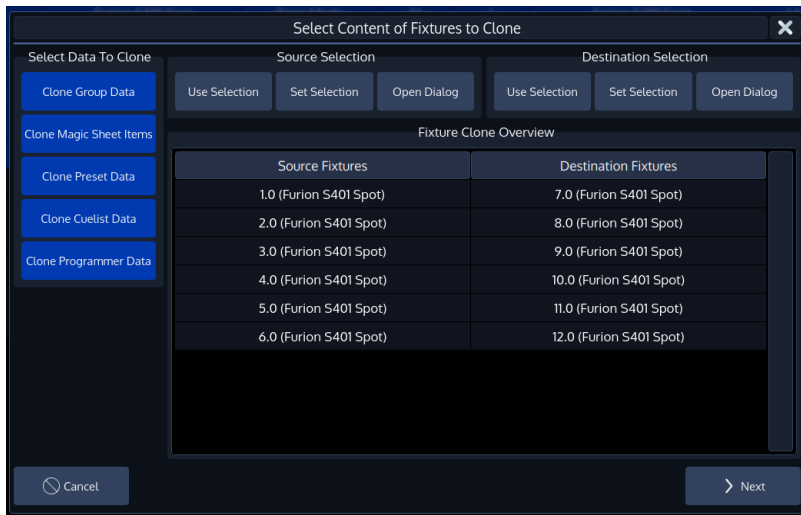 Select Content of Fixtures to Clone
Select Data To Clone
Clone Group Data
Clone Magic Sheet Items
Clone Preset Data
Clone Cuelist Data
Clone Programmer Data
Source Selection
Use Selection Set Selection Open Dialog
Destination Selection
Use Selection Set Selection Open Dialog
Fixture Clone Overview
Source Fixtures Destination Fixtures
1.0 (Furion S401 Spot) 7.0 (Furion S401 Spot)
2.0 (Furion S401 Spot) 8.0 (Furion S401 Spot)
3.0 (Furion S401 Spot) 9.0 (Furion S401 Spot)
4.0 (Furion S401 Spot) 10.0 (Furion S401 Spot)
5.0 (Furion S401 Spot) 11.0 (Furion S401 Spot)
6.0 (Furion S401 Spot) 12.0 (Furion S401 Spot)
Cancel Next